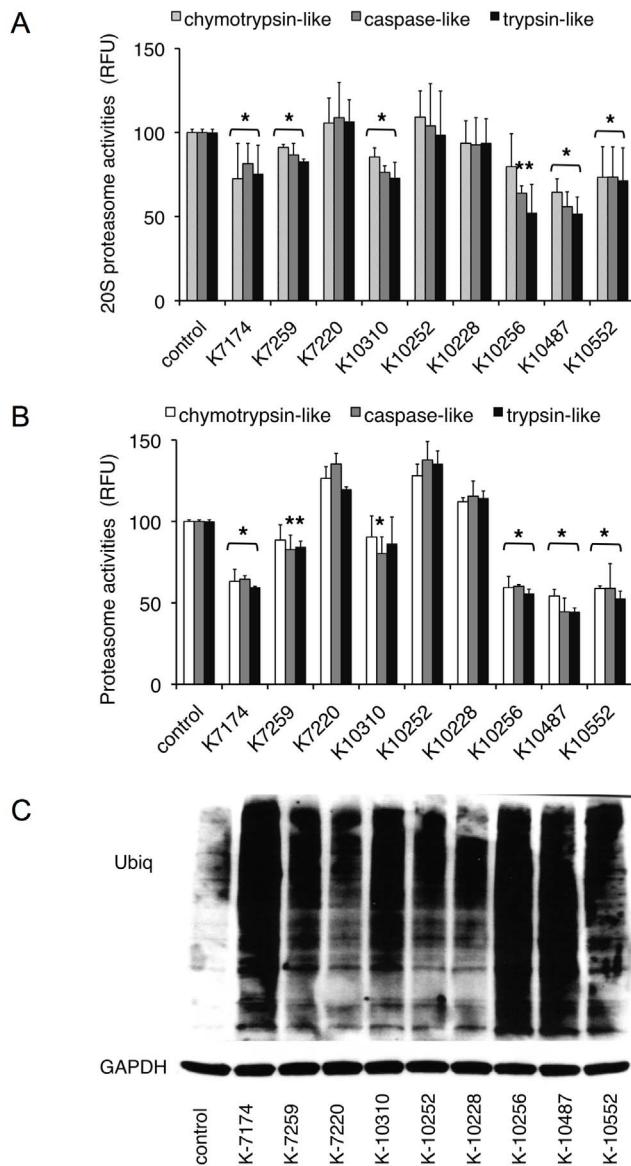 A
chymotrypsin-like caspase-like trypsin-like
20S proteasome activities (RFU)
150
100
50
0
* * * ** * *
control K7174 K7259 K7220 K10310 K10252 K10228 K10256 K10487 K10552
B
chymotrypsin-like caspase-like trypsin-like
Proteasome activities (RFU)
150
100
50
0
* ** * * * *
control K7174 K7259 K7220 K10310 K10252 K10228 K10256 K10487 K10552
C
Ubiq
GAPDH
control K-7174 K-7259 K-7220 K-10310 K-10252 K-10228 K-10256 K-10487 K-10552